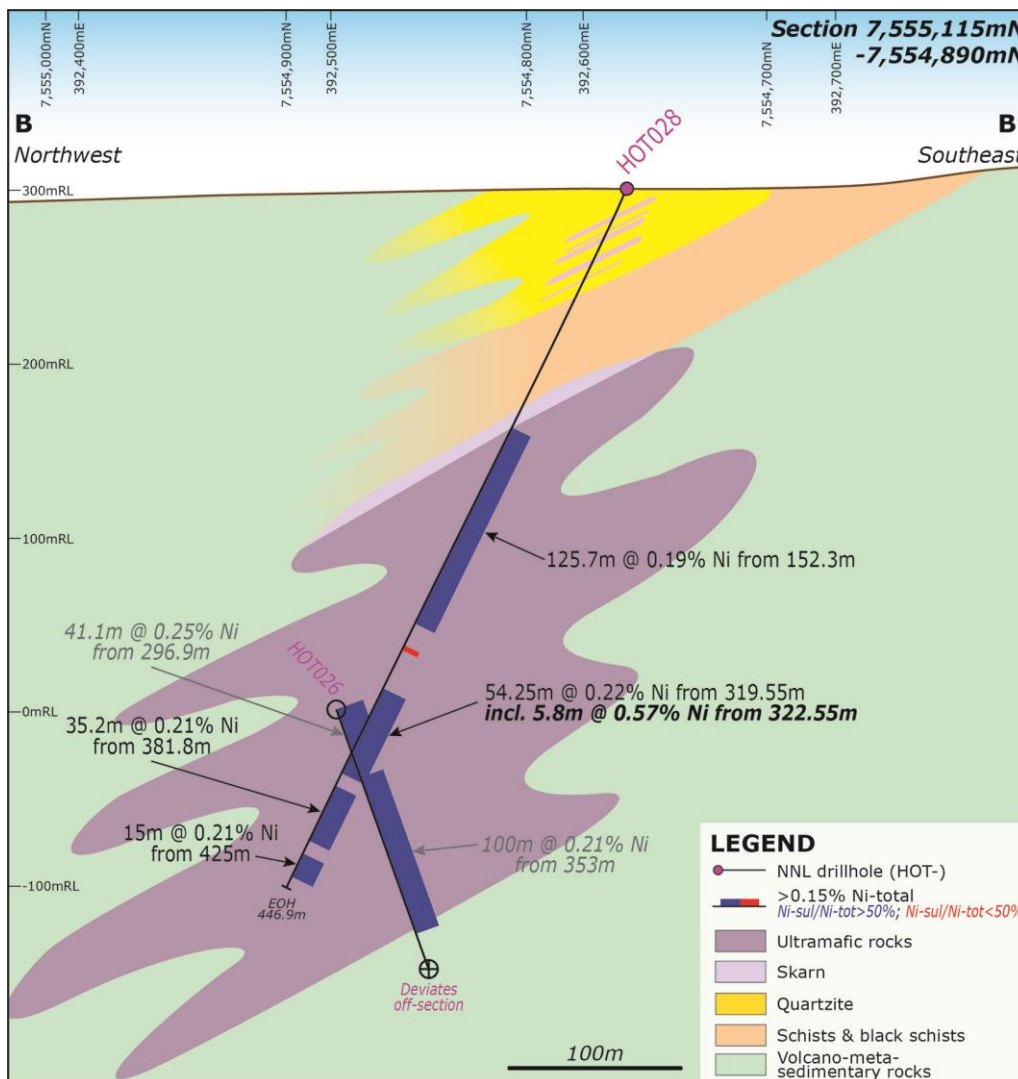 7,555,000mN
392,400mE
7,554,900mN
392,500mE
7,554,800mN
392,600mE
7,554,700mN
392,700mE
Section 7,555,115mN
-7,554,890mN
B
Northwest
HOT028
B
Southeast
300mRL
200mRL
100mRL
0mRL
-100mRL
125.7m @ 0.19% Ni from 152.3m
41.1m @ 0.25% Ni
from 296.9m
HOT026
54.25m @ 0.22% Ni from 319.55m
incl. 5.8m @ 0.57% Ni from 322.55m
35.2m @ 0.21% Ni
from 381.8m
15m @ 0.21% Ni
from 425m
100m @ 0.21% Ni
from 353m
EOH
446.9m
Deviates
off-section
100m
LEGEND
NNL drillhole (HOT-)
>0.15% Ni-total
Ni-sul/Ni-tot>50%; Ni-sul/Ni-tot<50%
Ultramafic rocks
Skarn
Quartzite
Schists & black schists
Volcano-meta-
sedimentary rocks